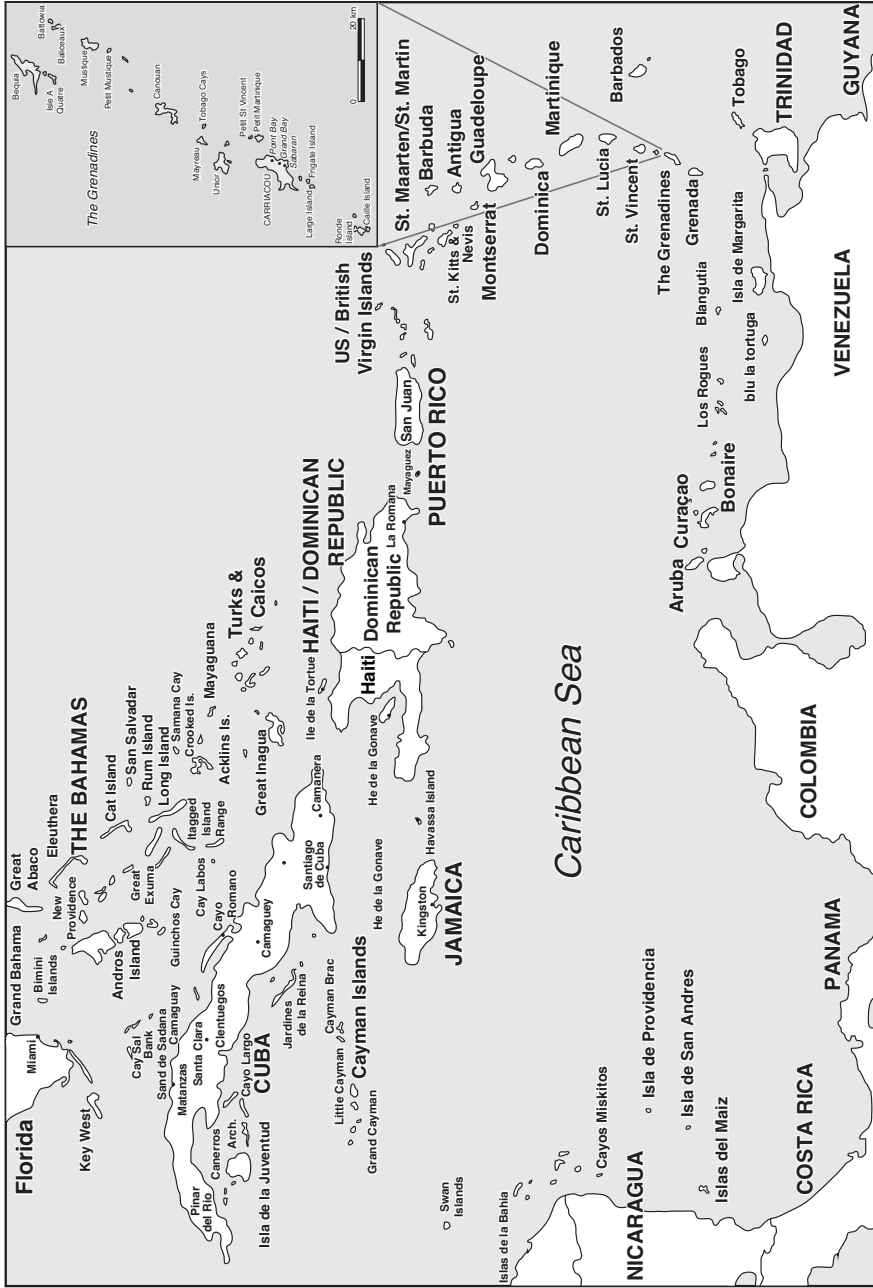 Florida
Miami
Key West
Grand Bahama
Bimini
Islands
Great
Abaco
Eleuthera
New
Providence
THE BAHAMAS
Andros
Island
Cat Island
San Salvadar
Rum Island
Long Island
Samana Cay
Crooked Is.
Acklins Is.
Mayaguana
Turks &
Caicos
Great Inagua
Great
Exuma
Itagged
Island
Range
Guinchos Cay
Cay Labos
Cayo
Romano
Cay Sal
Bank
Sand de Sadana
Camaguay
Matanzas
Santa Clara
Clentuegos
Pinar
del Rio
Canerros
Arch.
Cayo Largo
CUBA
Isla de la Juventud
Camaguey
Santiago
de Cuba
Camanera
Jardines
de la Reina
Cayman Brac
Little Cayman
Grand Cayman
Cayman Islands
He de la Gonave
He de la Gonave
Kingston
JAMAICA
Havassa Island
Ile de la Tortue
HAITI / DOMINICAN
REPUBLIC
Haiti
Dominican
Republic
La Romana
Mayaguez
San Juan
PUERTO RICO
US / British
Virgin Islands
St. Maarten/St. Martin
Barbuda
Antigua
Guadeloupe
St. Kitts &
Nevis
Montserrat
Dominica
Martinique
St. Lucia
Barbados
St. Vincent
The Grenadines
Grenada
Tobago
TRINIDAD
GUYANA
Isla de Margarita
Blangutia
blu la tortuga
Los Rogues
Bonaire
Curaçao
Aruba
VENEZUELA
COLOMBIA
PANAMA
COSTA RICA
NICARAGUA
Caribbean Sea
Swan
Islands
Islas de la Bahia
Cayos Miskitos
Isla de Providencia
Isla de San Andres
Islas del Maiz
The Grenadines
Bequia
Battowia
Baliceaux
Isle A
Quatre
Mustique
Petit Mustique
Canouan
Tobago Cays
Mayreau
Union
Petit St Vincent
Petit Martinique
CARRIACOU
Point Bay
Grand Bay
Sabaran
Large Island
Frigate Island
Ronde
Island
Caille Island
0
20 km